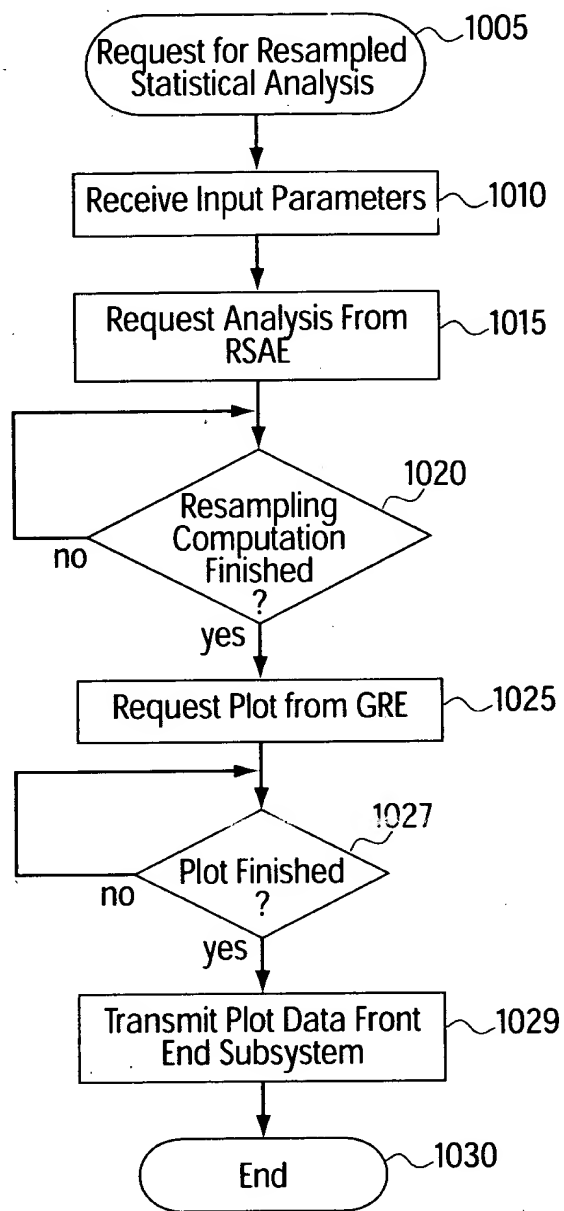 Request for Resampled
Statistical Analysis
1005
Receive Input Parameters
1010
Request Analysis From
RSAE
1015
Resampling
Computation
Finished
?
1020
no
yes
Request Plot from GRE
1025
Plot Finished
?
1027
no
yes
Transmit Plot Data Front
End Subsystem
1029
End
1030